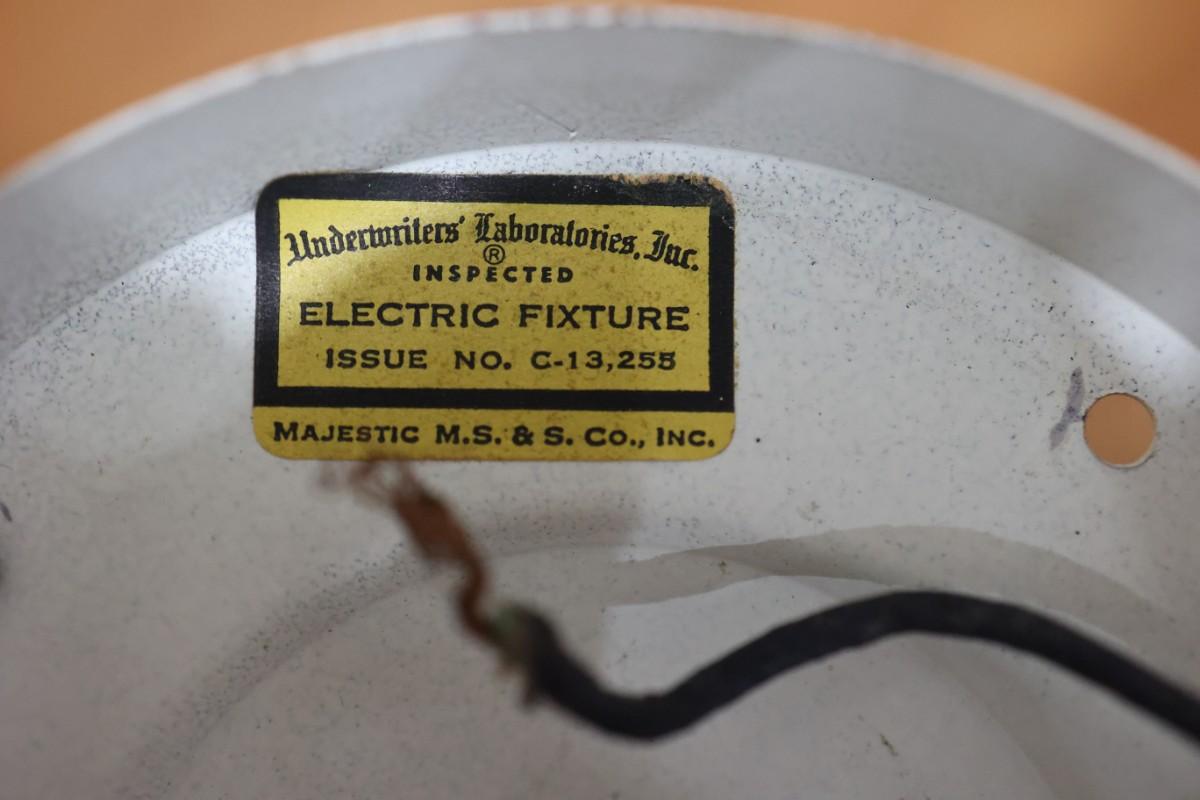 Underwriters' Laboratories, Inc.
®
INSPECTED
ELECTRIC FIXTURE
ISSUE NO. C-13,255
MAJESTIC M.S. & S. CO., INC.